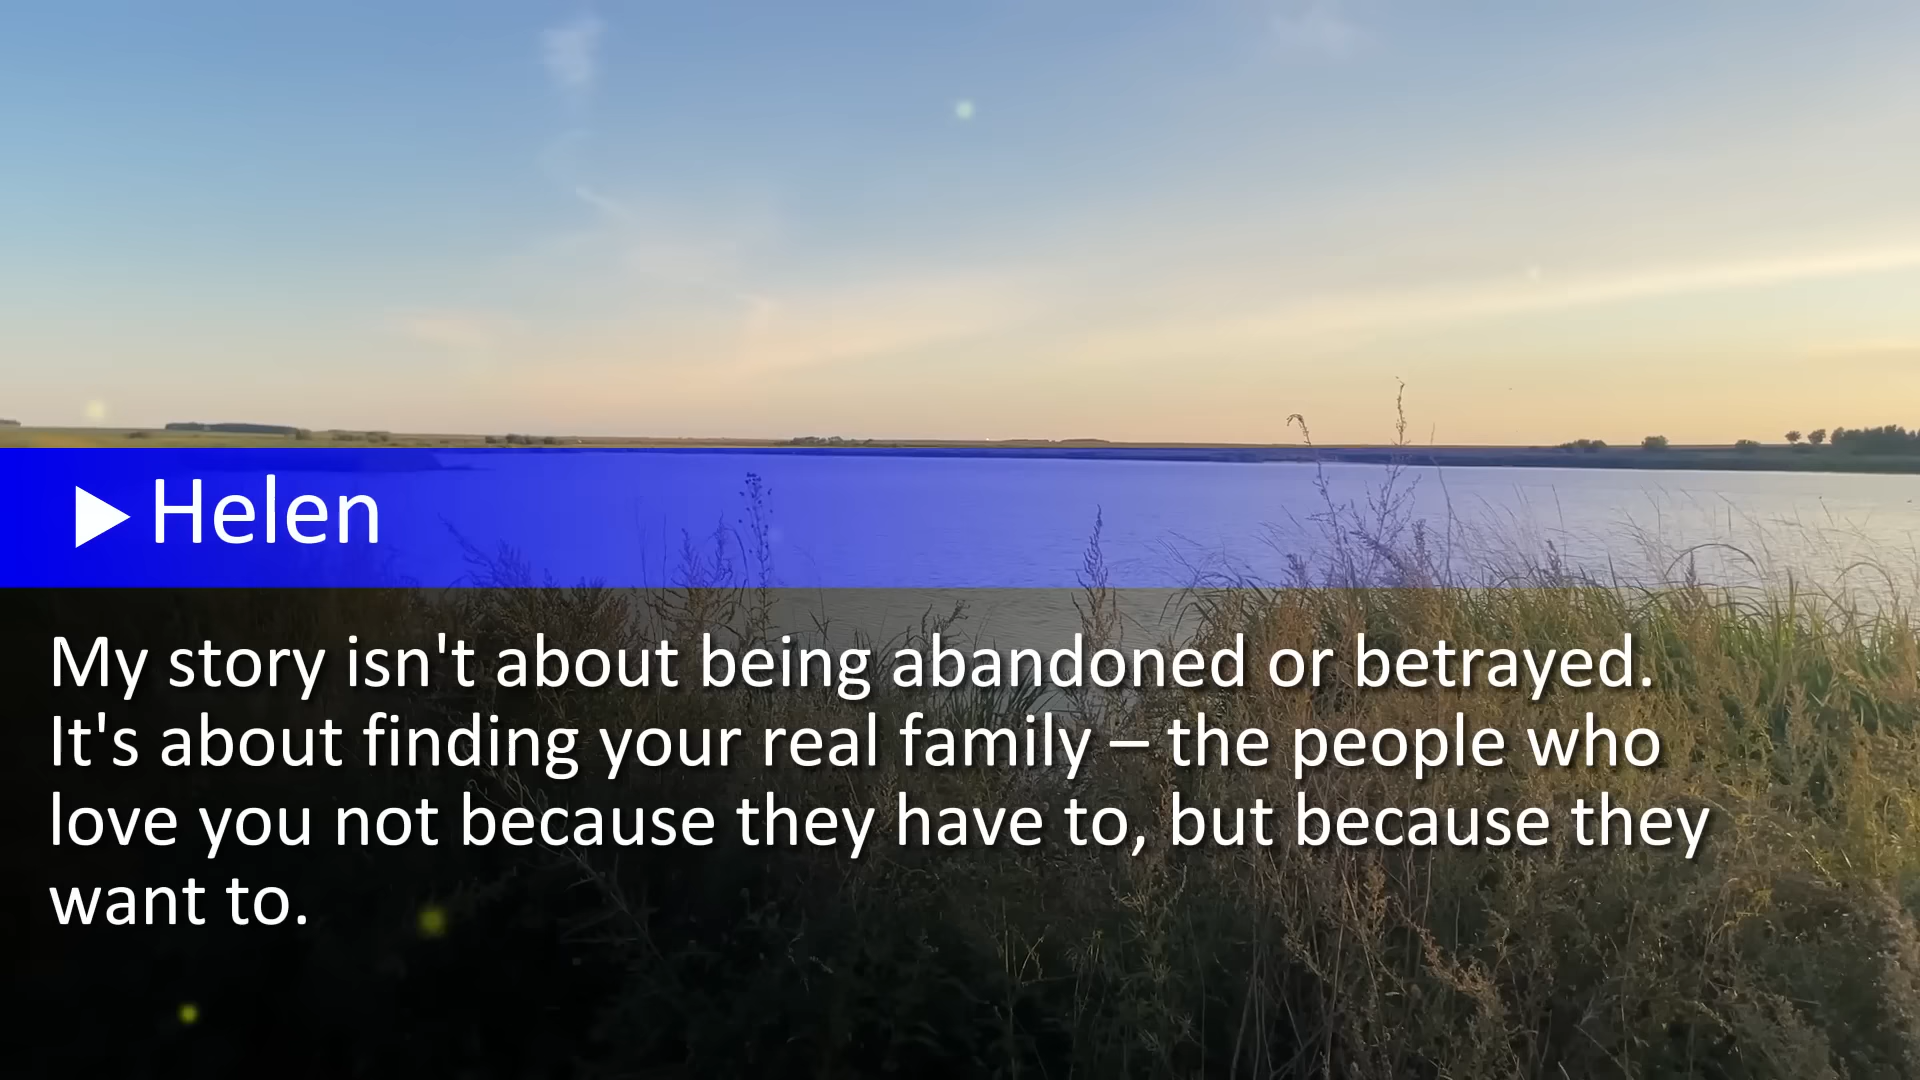 Helen
My story isn't about being abandoned or betrayed.
It's about finding your real family – the people who
love you not because they have to, but because they
want to.